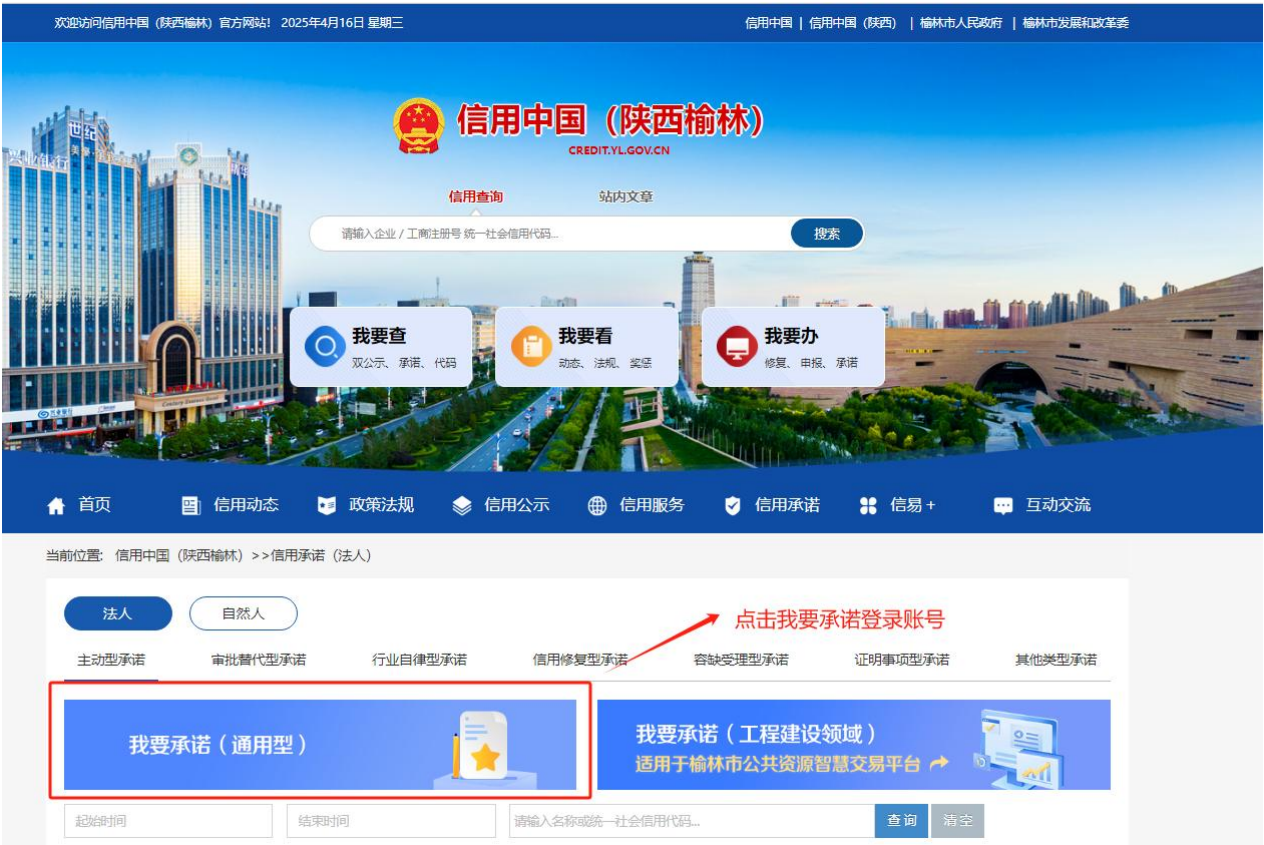 欢迎访问信用中国（陕西榆林）官方网站！ 2025年4月16日 星期三
信用中国 | 信用中国（陕西） | 榆林市人民政府 | 榆林市发展和改革委
世纪
兴业银行
信用中国（陕西榆林）
CREDIT.YL.GOV.CN
信用查询 站内文章
请输入企业 / 工商注册号 统一社会信用代码...
搜索
我要查
双公示、承诺、代码
我要看
动态、法规、奖惩
我要办
修复、申报、承诺
首页 信用动态 政策法规 信用公示 信用服务 信用承诺 信易+ 互动交流
当前位置: 信用中国（陕西榆林）>>信用承诺（法人）
法人 自然人
点击我要承诺登录账号
主动型承诺 审批替代型承诺 行业自律型承诺 信用修复型承诺 容缺受理型承诺 证明事项型承诺 其他类型承诺
我要承诺（通用型）
我要承诺（工程建设领域）
适用于榆林市公共资源智慧交易平台
起始时间 结束时间 请输入名称或统一社会信用代码... 查询 清空